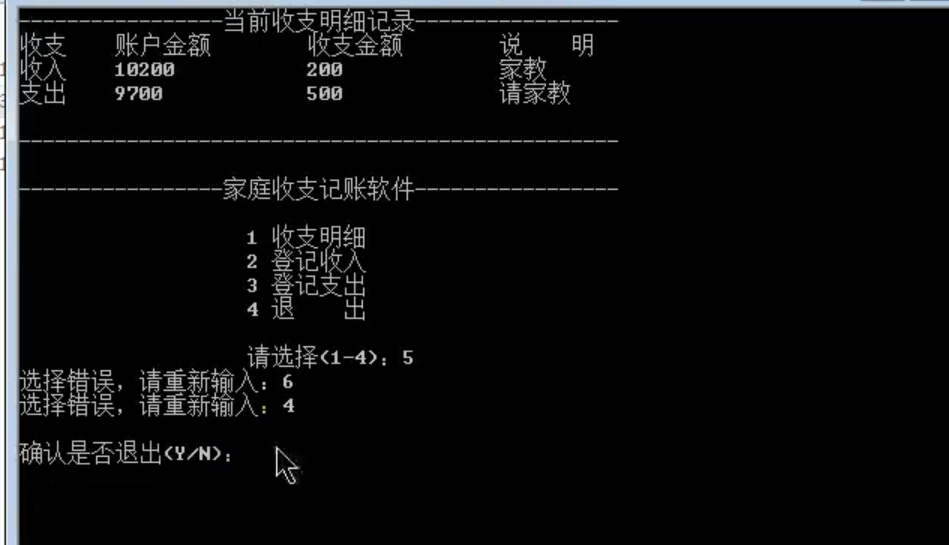 -----------------当前收支明细记录-----------------
收支 账户金额 收支金额 说 明
收入 10200 200 家教
支出 9700 500 请家教
--------------------------------------------------
-----------------家庭收支记账软件-----------------
1 收支明细
2 登记收入
3 登记支出
4 退 出
请选择(1-4): 5
选择错误，请重新输入: 6
选择错误，请重新输入: 4
确认是否退出(Y/N):